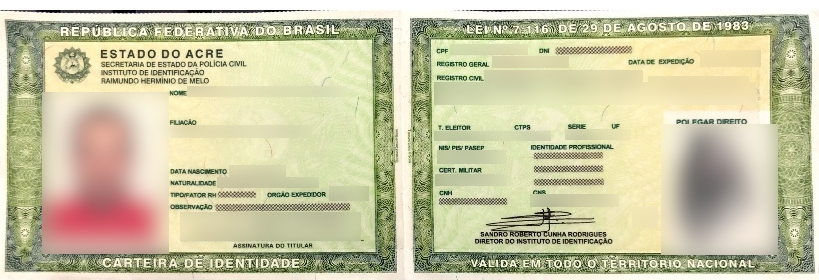 REPÚBLICA FEDERATIVA DO BRASIL
ESTADO DO ACRE
SECRETARIA DE ESTADO DA POLÍCIA CIVIL
INSTITUTO DE IDENTIFICAÇÃO
RAIMUNDO HERMÍNIO DE MELO
NOME
FILIAÇÃO
DATA NASCIMENTO
NATURALIDADE
TIPO/FATOR RH ORGÃO EXPEDIDOR
OBSERVAÇÃO
ASSINATURA DO TITULAR
CARTEIRA DE IDENTIDADE
LEI Nº 7.116, DE 29 DE AGOSTO DE 1983
CPF DNI
REGISTRO GERAL DATA DE EXPEDIÇÃO
REGISTRO CIVIL
T. ELEITOR CTPS SÉRIE UF POLEGAR DIREITO
NIS/ PIS/ PASEP IDENTIDADE PROFISSIONAL
CERT. MILITAR
CNH CNS
SANDRO ROBERTO CUNHA RODRIGUES
DIRETOR DO INSTITUTO DE IDENTIFICAÇÃO
VÁLIDA EM TODO O TERRITÓRIO NACIONAL